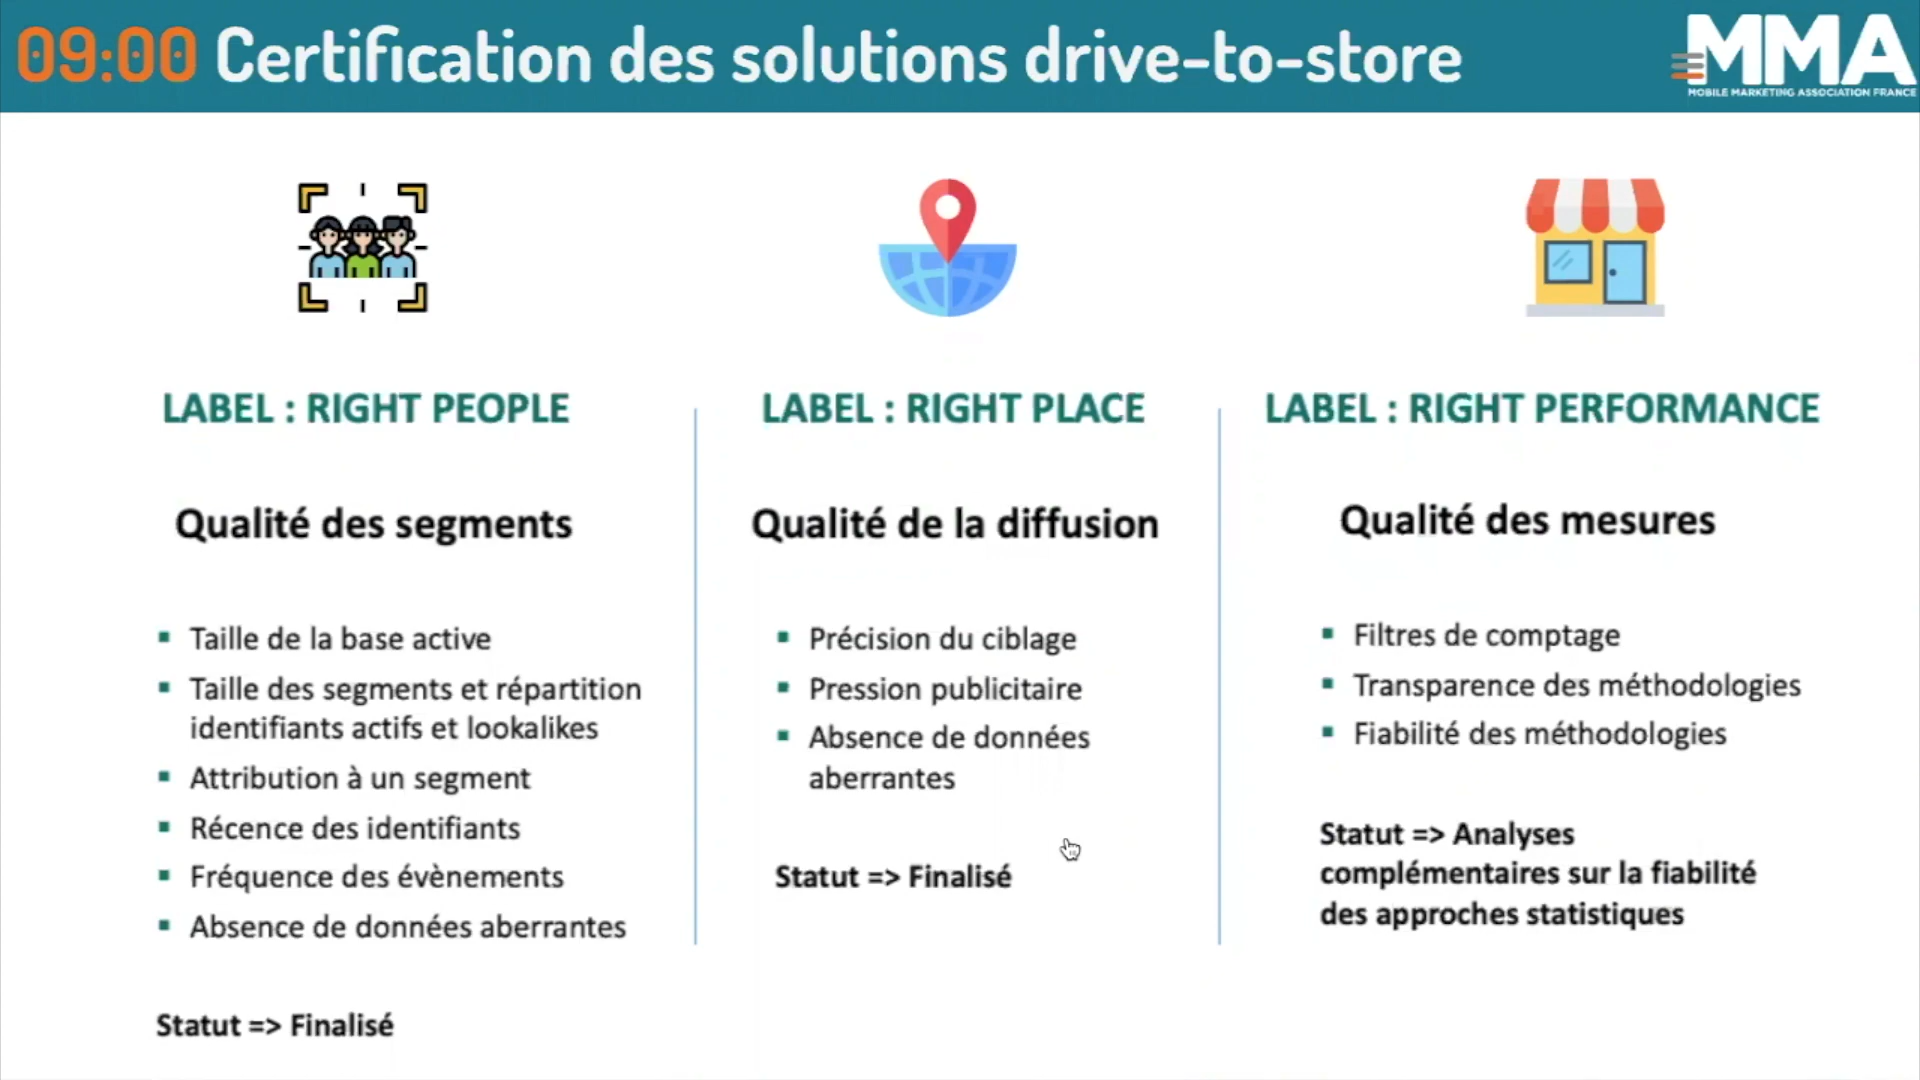 09:00 Certification des solutions drive-to-store
MMA
MOBILE MARKETING ASSOCIATION FRANCE
LABEL : RIGHT PEOPLE
Qualité des segments
Taille de la base active
Taille des segments et répartition
identifiants actifs et lookalikes
Attribution à un segment
Récence des identifiants
Fréquence des évènements
Absence de données aberrantes
Statut => Finalisé
LABEL : RIGHT PLACE
Qualité de la diffusion
Précision du ciblage
Pression publicitaire
Absence de données
aberrantes
Statut => Finalisé
LABEL : RIGHT PERFORMANCE
Qualité des mesures
Filtres de comptage
Transparence des méthodologies
Fiabilité des méthodologies
Statut => Analyses
complémentaires sur la fiabilité
des approches statistiques